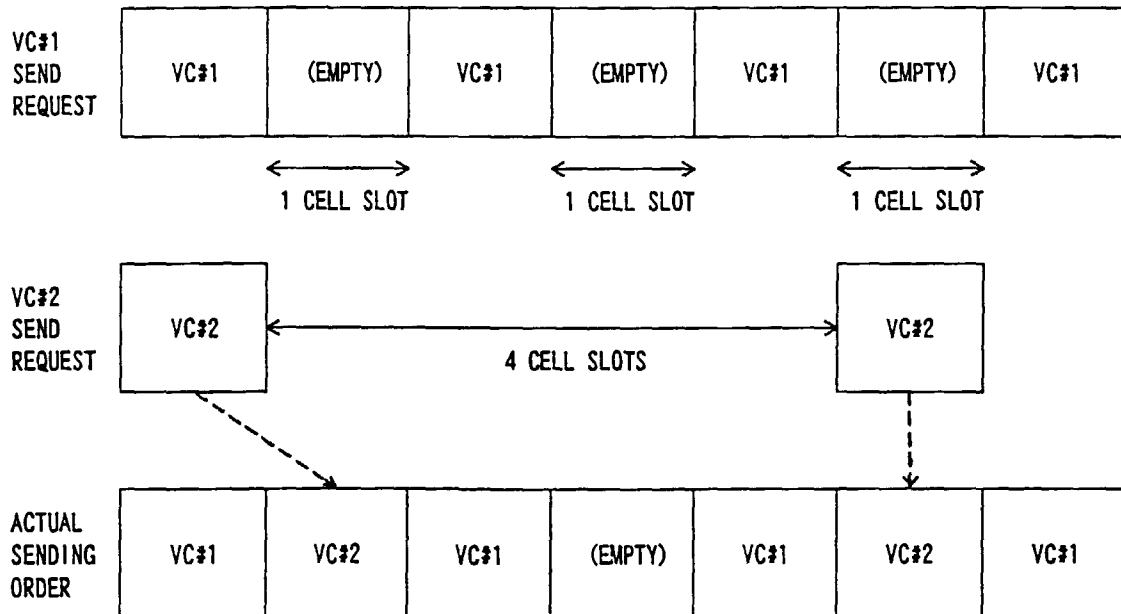 VC#1
SEND
REQUEST
VC#1 (EMPTY) VC#1 (EMPTY) VC#1 (EMPTY) VC#1
1 CELL SLOT 1 CELL SLOT 1 CELL SLOT
VC#2
SEND
REQUEST
VC#2 VC#2
4 CELL SLOTS
ACTUAL
SENDING
ORDER
VC#1 VC#2 VC#1 (EMPTY) VC#1 VC#2 VC#1